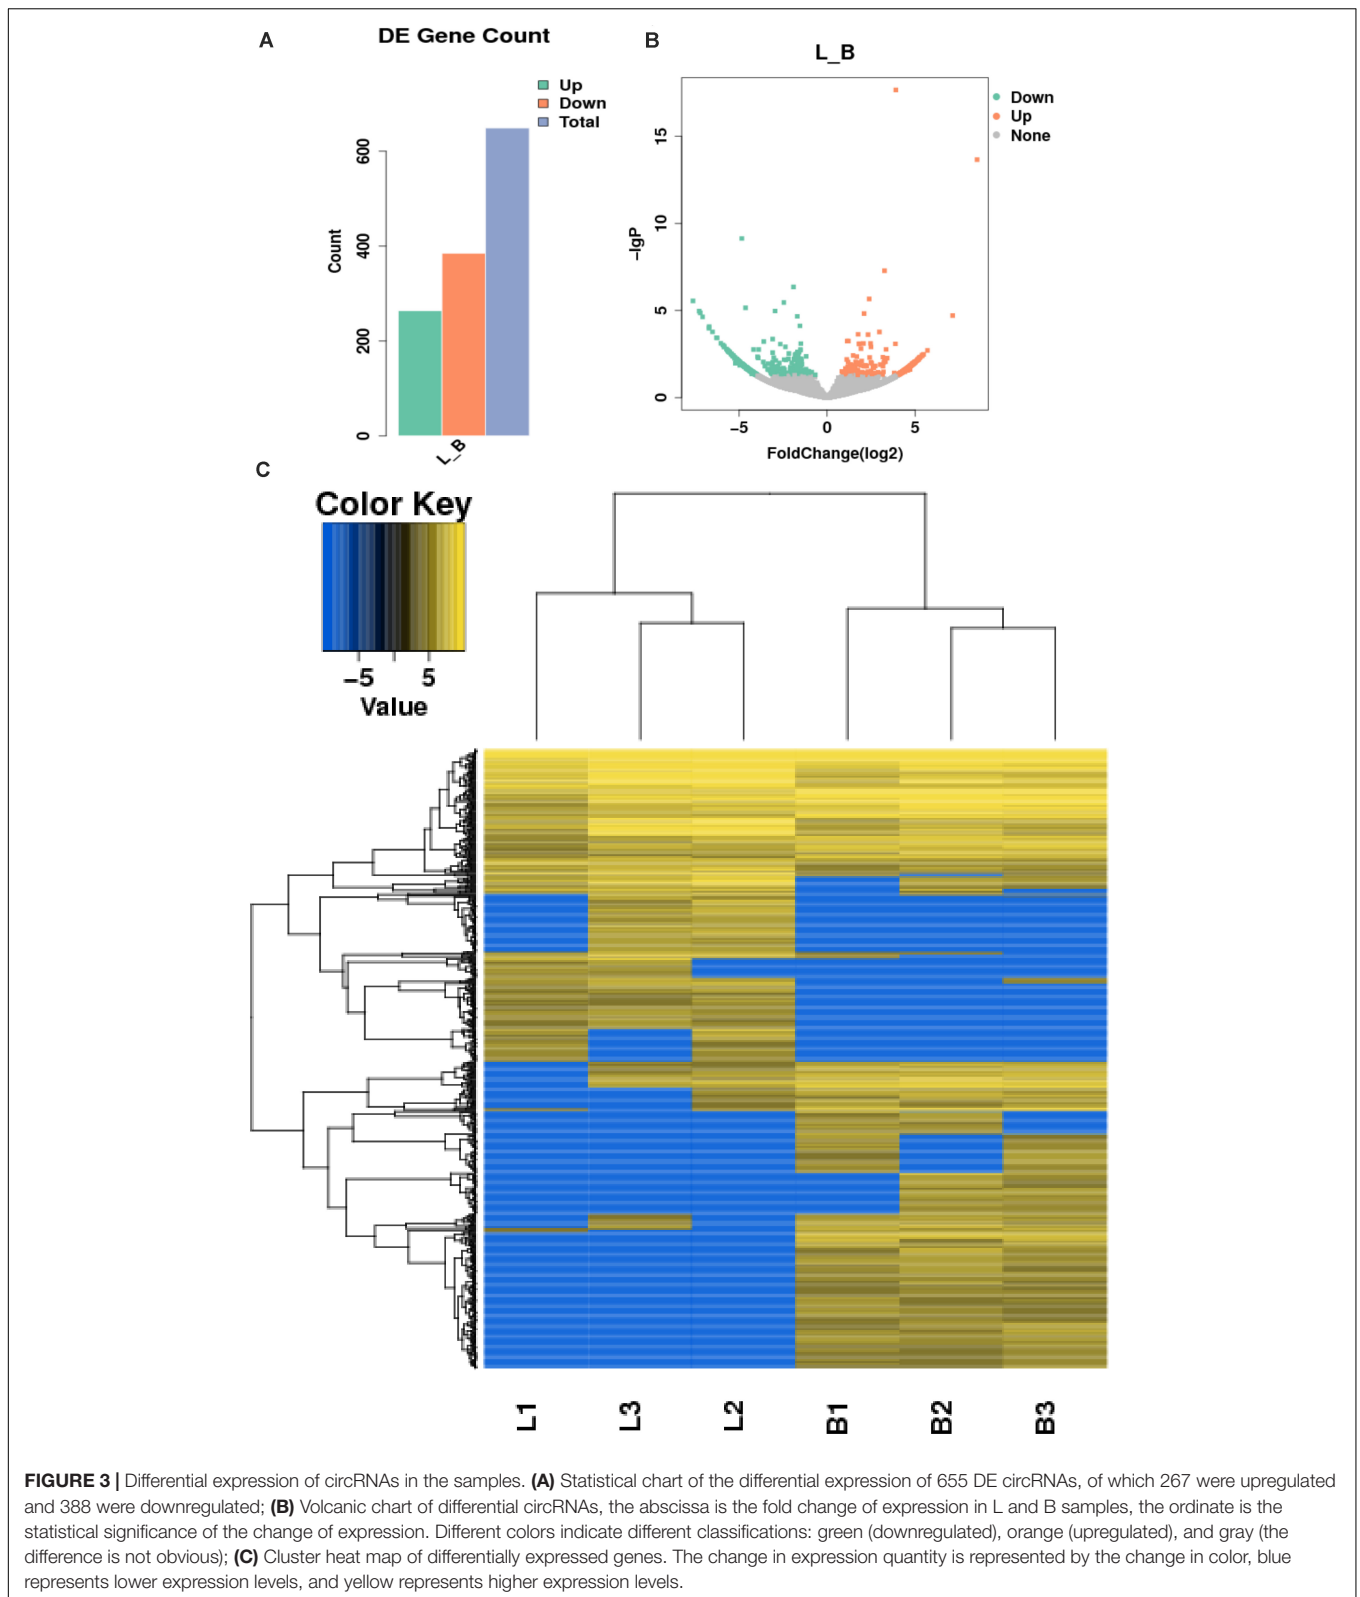 A
DE Gene Count
Up
Down
Total
Count
0
200
400
600
L_B
B
L_B
Down
Up
None
−lgP
15
10
5
0
−5
0
5
FoldChange(log2)
C
Color Key
−5
5
Value
L1
L3
L2
B1
B2
B3
FIGURE 3 | Differential expression of circRNAs in the samples. (A) Statistical chart of the differential expression of 655 DE circRNAs, of which 267 were upregulated
and 388 were downregulated; (B) Volcanic chart of differential circRNAs, the abscissa is the fold change of expression in L and B samples, the ordinate is the
statistical significance of the change of expression. Different colors indicate different classifications: green (downregulated), orange (upregulated), and gray (the
difference is not obvious); (C) Cluster heat map of differentially expressed genes. The change in expression quantity is represented by the change in color, blue
represents lower expression levels, and yellow represents higher expression levels.